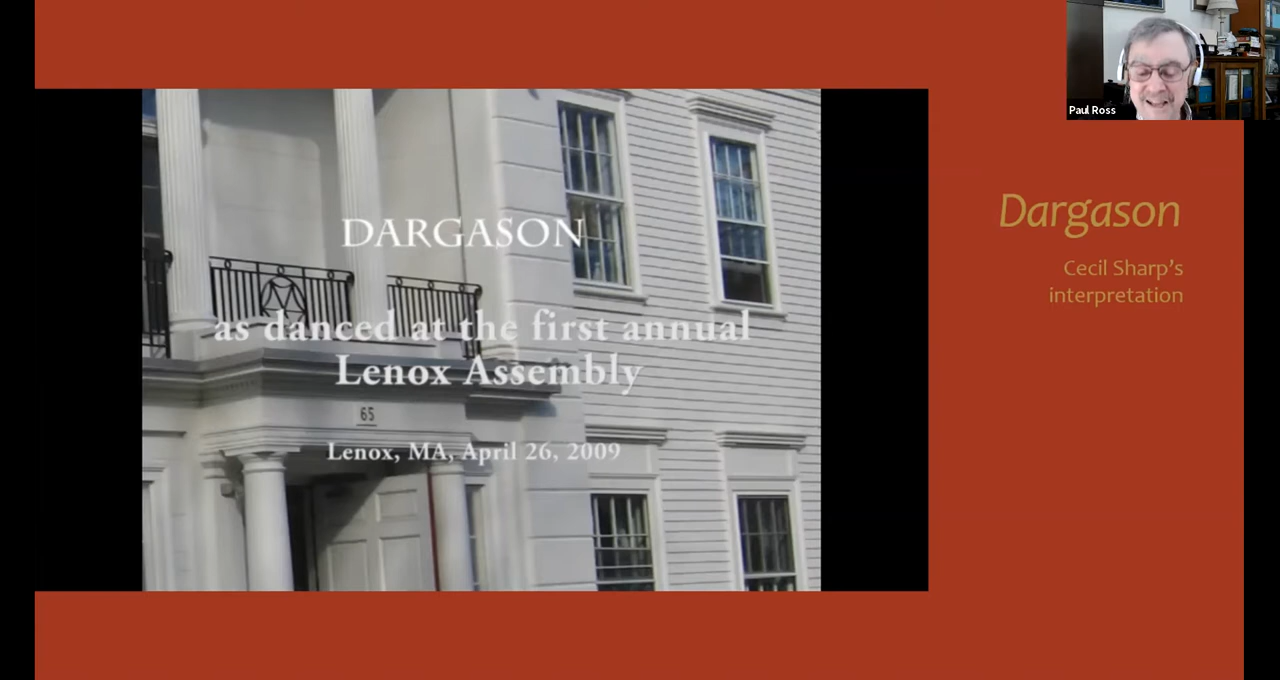 Paul Ross
DARGASON
as danced at the first annual
Lenox Assembly
65
Lenox, MA, April 26, 2009
Dargason
Cecil Sharp’s
interpretation